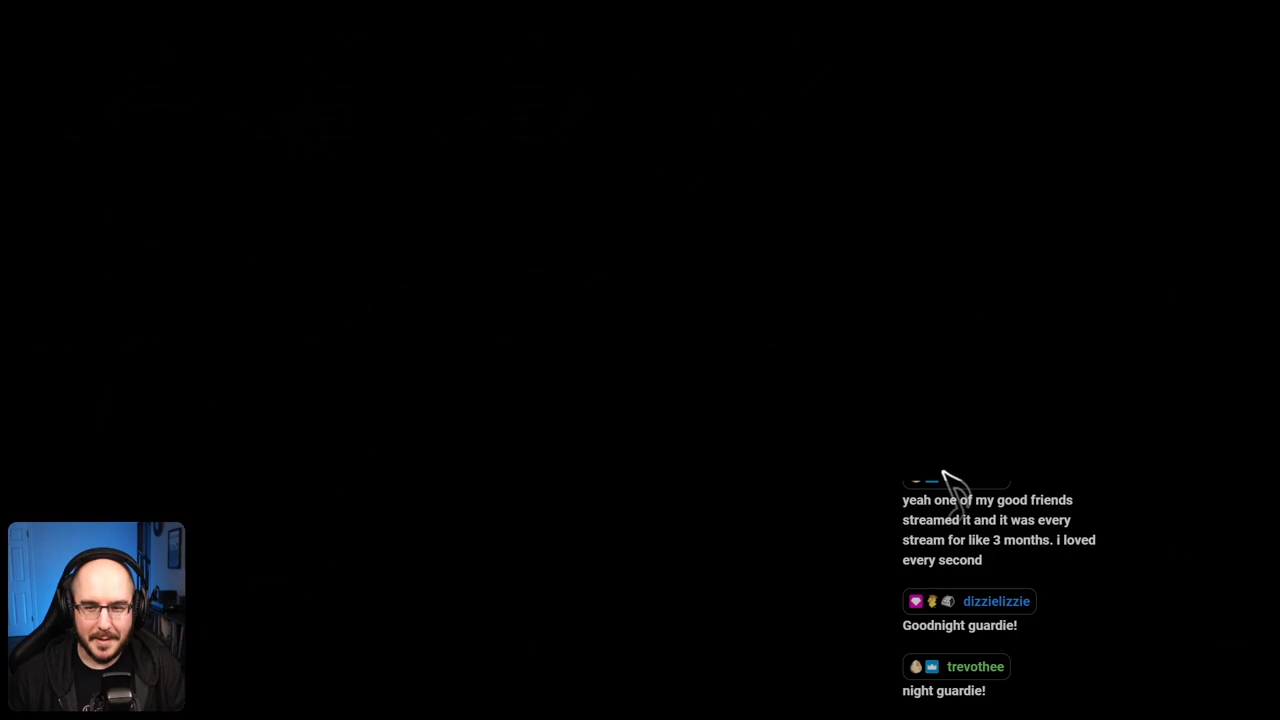 yeah one of my good friends
streamed it and it was every
stream for like 3 months. i loved
every second
dizzielizzie
Goodnight guardie!
trevothee
night guardie!